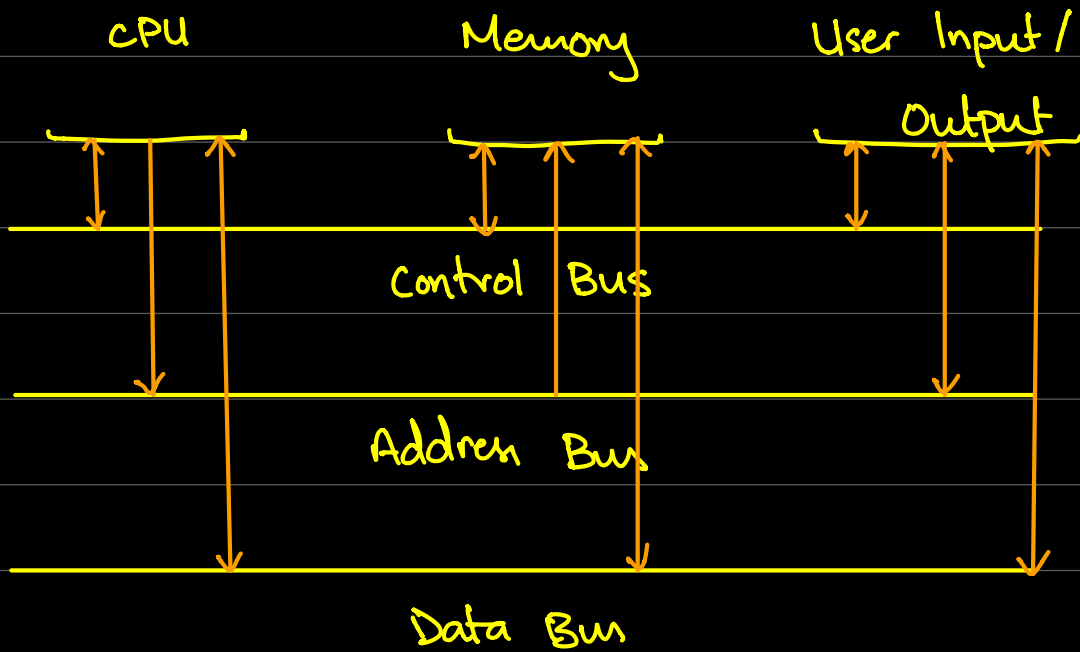 CPU
Memory
User Input/
Output
Control Bus
Address Bus
Data Bus